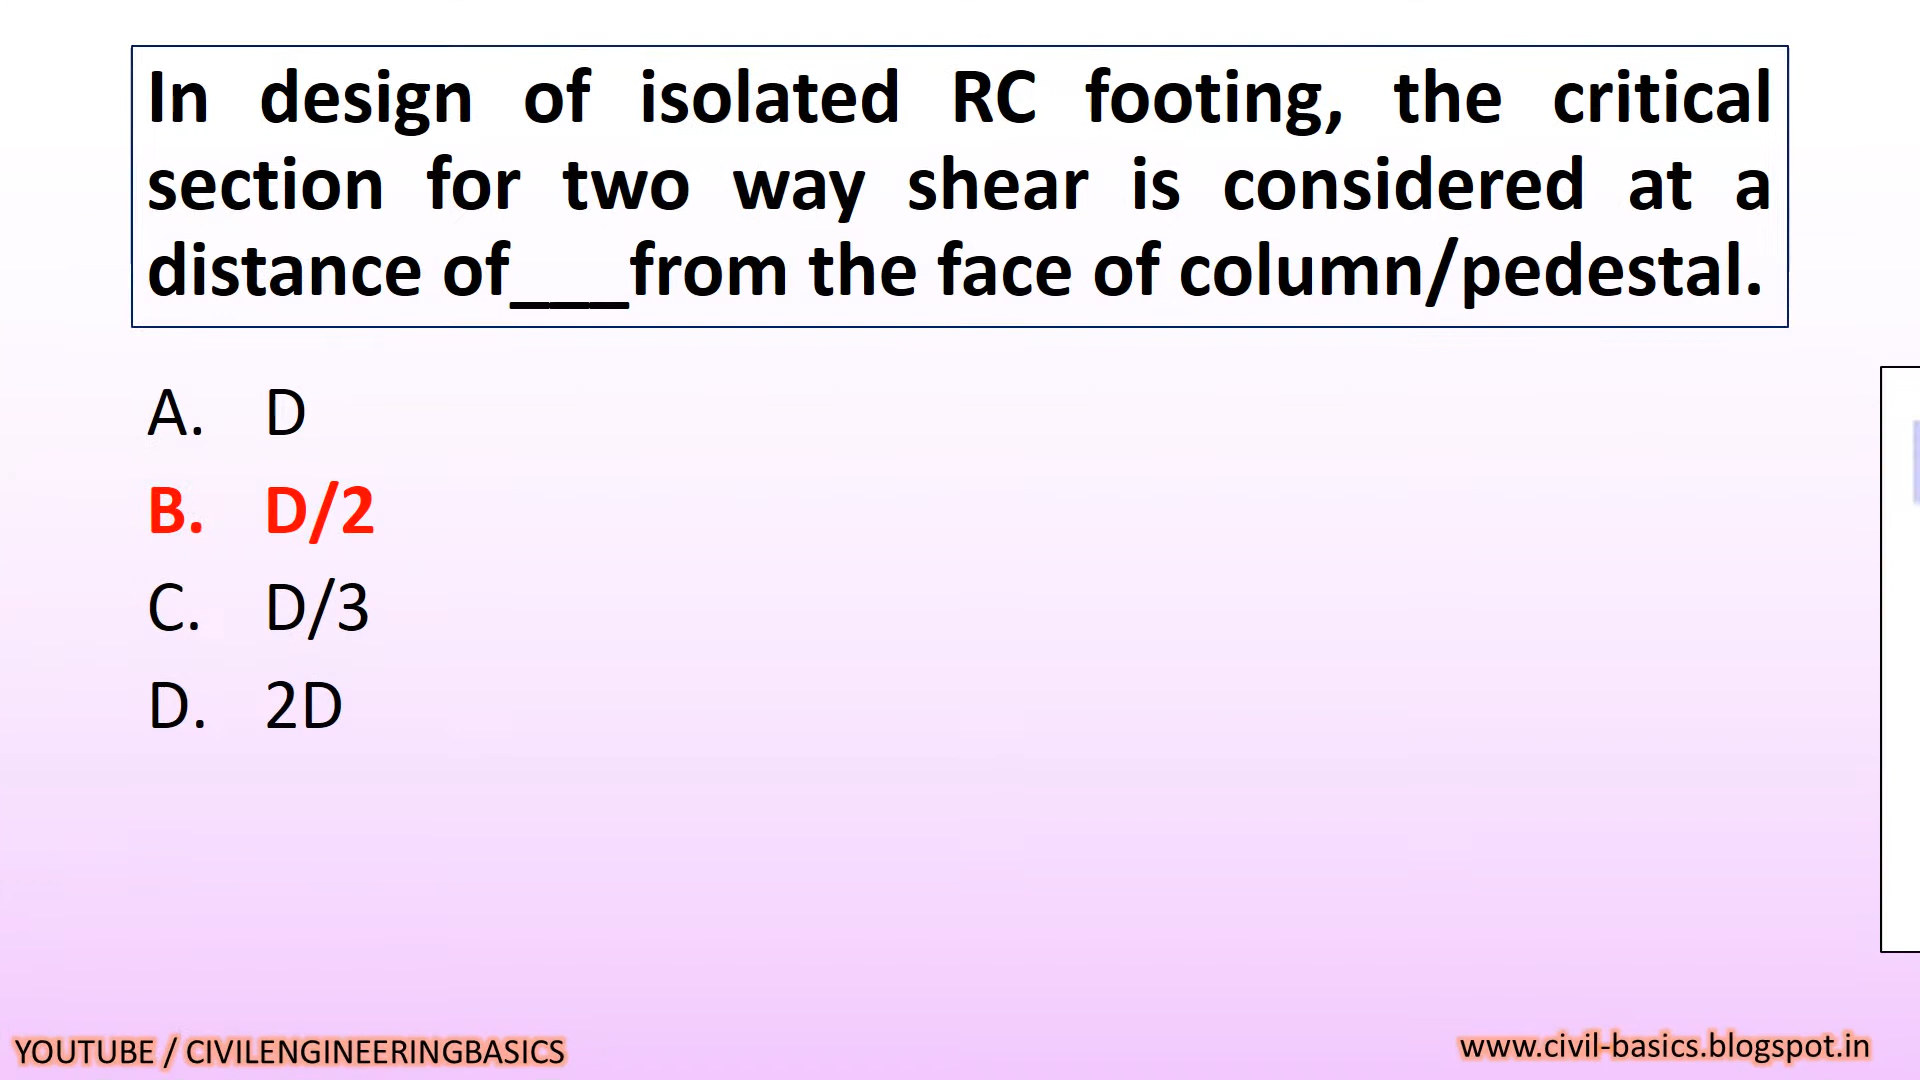 In design of isolated RC footing, the critical
section for two way shear is considered at a
distance of___from the face of column/pedestal.
A. D
B. D/2
C. D/3
D. 2D
YOUTUBE / CIVILENGINEERINGBASICS
www.civil-basics.blogspot.in